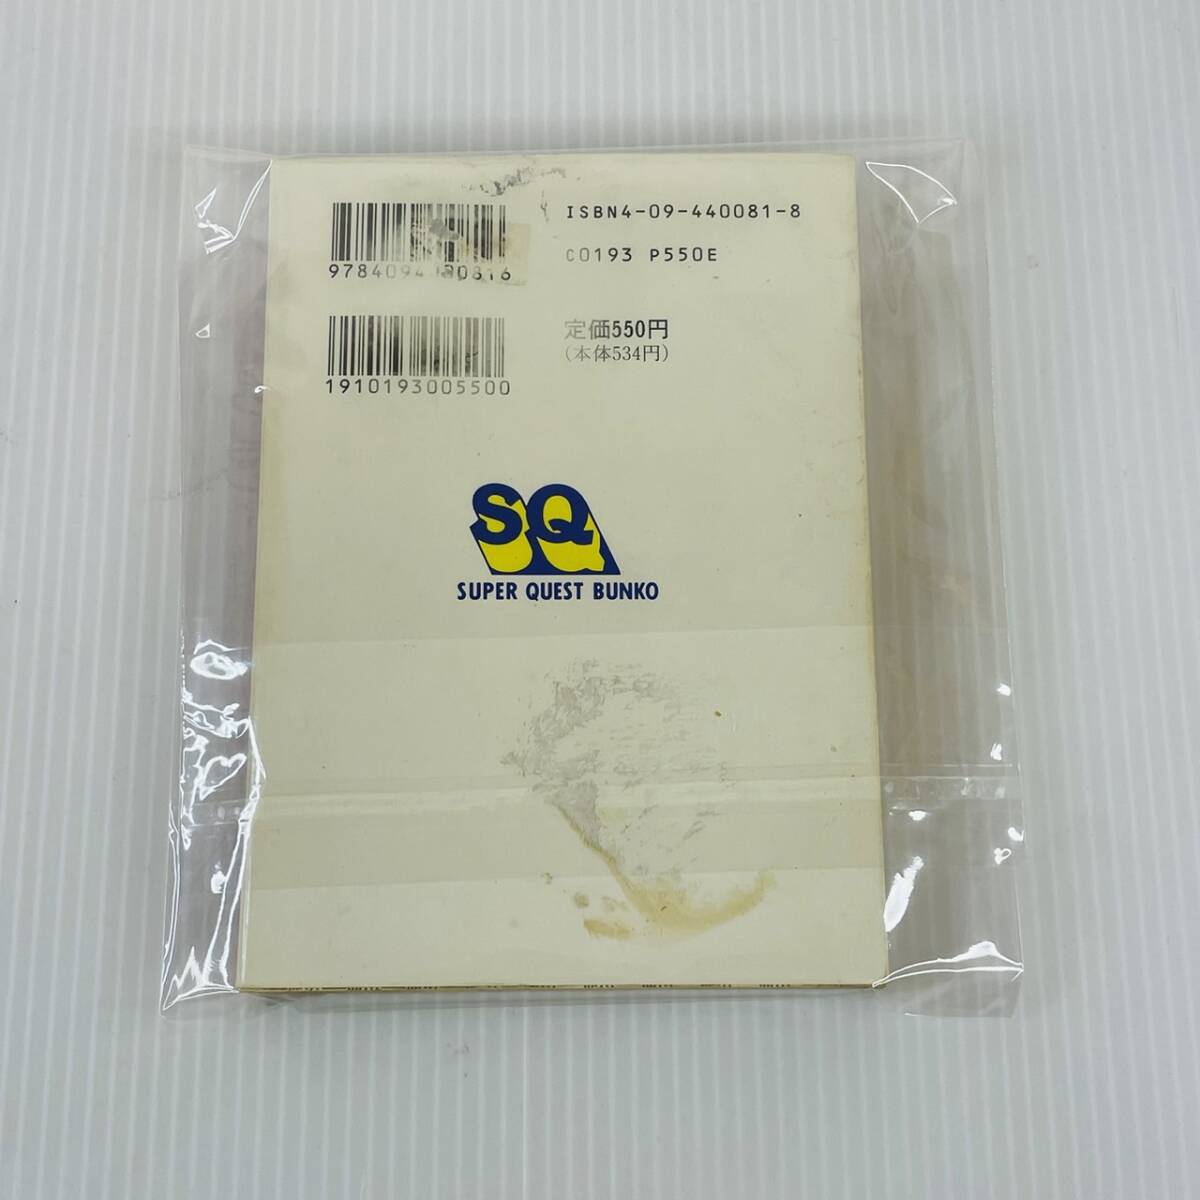 ISBN4-09-440081-8
C0193 P550E
9784094400816
定価550円
(本体534円)
1910193005500
SQ
SUPER QUEST BUNKO